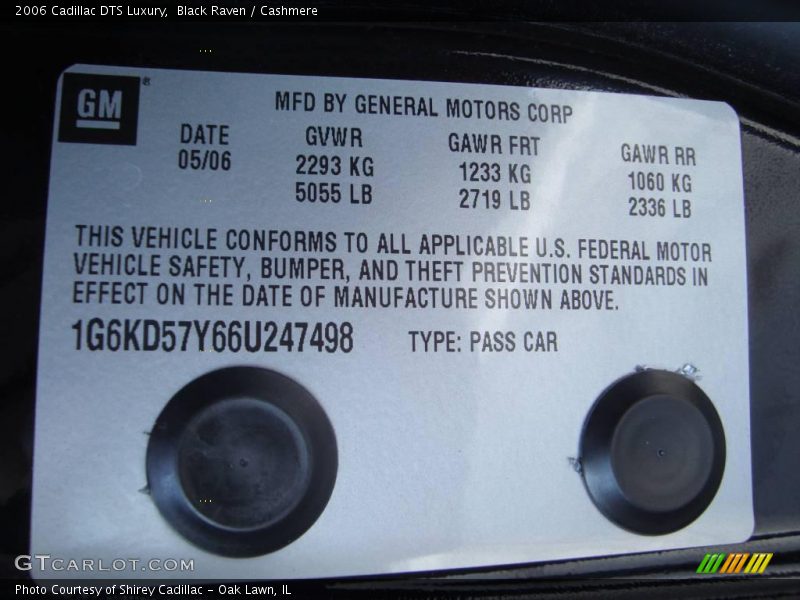 2006 Cadillac DTS Luxury, Black Raven / Cashmere
GM®
MFD BY GENERAL MOTORS CORP
DATE GVWR GAWR FRT GAWR RR
05/06 2293 KG 1233 KG 1060 KG
5055 LB 2719 LB 2336 LB
THIS VEHICLE CONFORMS TO ALL APPLICABLE U.S. FEDERAL MOTOR
VEHICLE SAFETY, BUMPER, AND THEFT PREVENTION STANDARDS IN
EFFECT ON THE DATE OF MANUFACTURE SHOWN ABOVE.
1G6KD57Y66U247498 TYPE: PASS CAR
GTCARLOT.COM
Photo Courtesy of Shirey Cadillac - Oak Lawn, IL